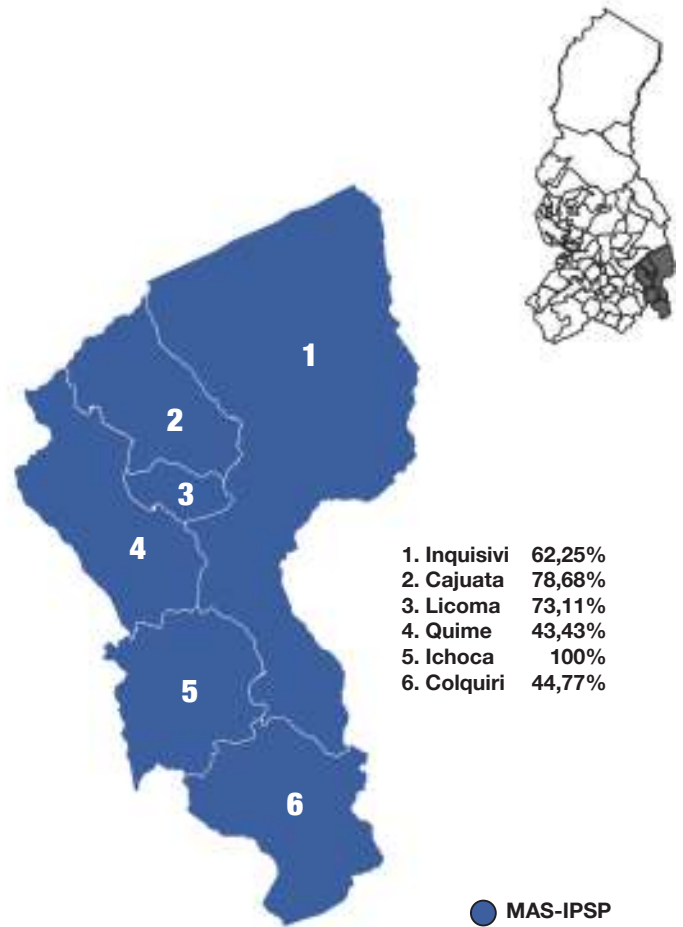 1
2
3
4
5
6
1. Inquisivi 62,25%
2. Cajuata 78,68%
3. Licoma 73,11%
4. Quime 43,43%
5. Ichoca 100%
6. Colquiri 44,77%
MAS-IPSP